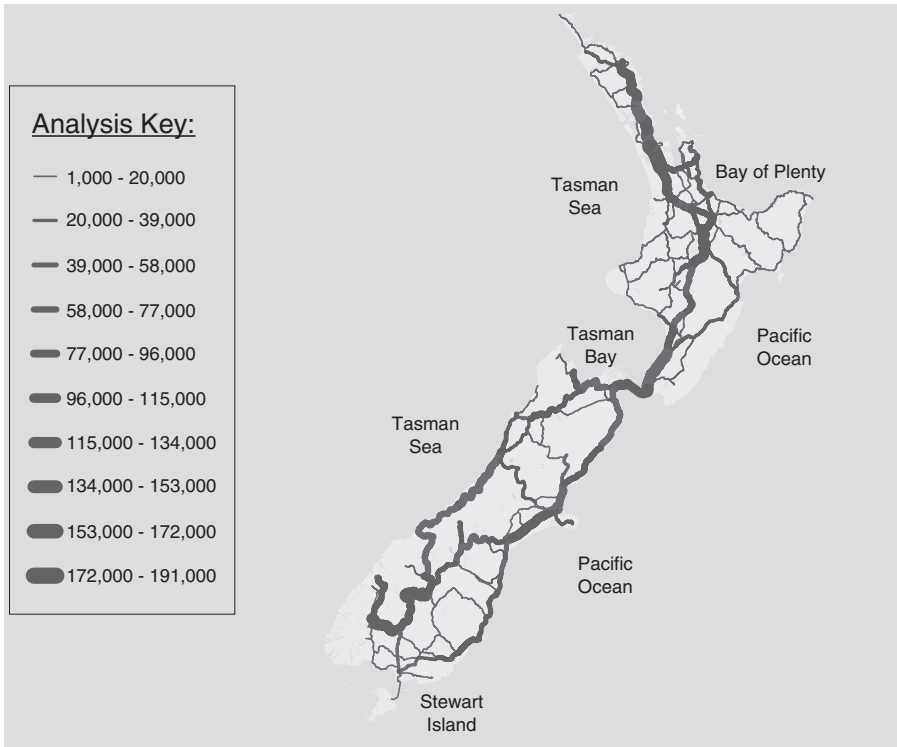 Analysis Key:
1,000 - 20,000
20,000 - 39,000
39,000 - 58,000
58,000 - 77,000
77,000 - 96,000
96,000 - 115,000
115,000 - 134,000
134,000 - 153,000
153,000 - 172,000
172,000 - 191,000
Tasman
Sea
Bay of Plenty
Tasman
Bay
Pacific
Ocean
Tasman
Sea
Pacific
Ocean
Stewart
Island